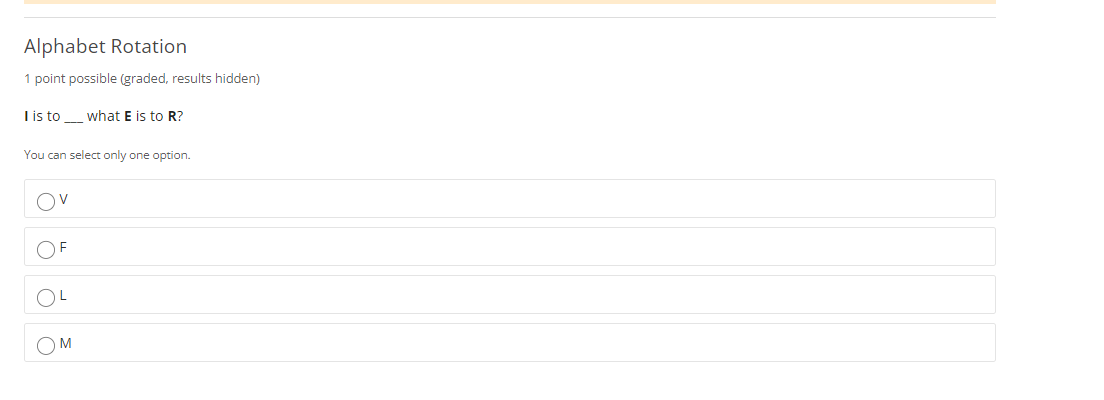 Alphabet Rotation
1 point possible (graded, results hidden)
I is to ___ what E is to R?
You can select only one option.
V
F
L
M